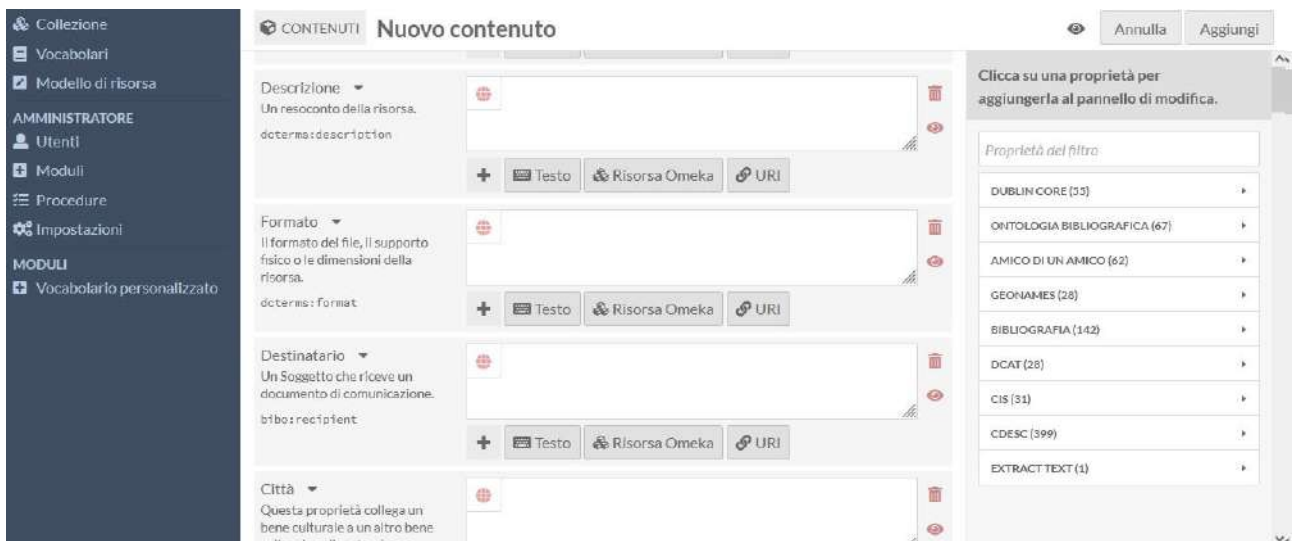 Collezione
Vocabolari
Modello di risorsa
AMMINISTRATORE
Utenti
Moduli
Procedure
Impostazioni
MODULI
Vocabolario personalizzato
CONTENUTI Nuovo contenuto
Annulla Aggiungi
Descrizione
Un resoconto della risorsa.
dcterms:description
Testo Risorsa Omeka URI
Formato
Il formato del file, il supporto
fisico o le dimensioni della
risorsa.
dcterms:format
Testo Risorsa Omeka URI
Destinatario
Un Soggetto che riceve un
documento di comunicazione.
bibo:recipient
Testo Risorsa Omeka URI
Città
Questa proprietà collega un
bene culturale a un altro bene
Clicca su una proprietà per
aggiungerla al pannello di modifica.
Proprietà del filtro
DUBLIN CORE (55)
ONTOLOGIA BIBLIOGRAFICA (67)
AMICO DI UN AMICO (62)
GEONAMES (28)
BIBLIOGRAFIA (142)
DCAT (28)
CIS (31)
CDESC (399)
EXTRACT TEXT (1)